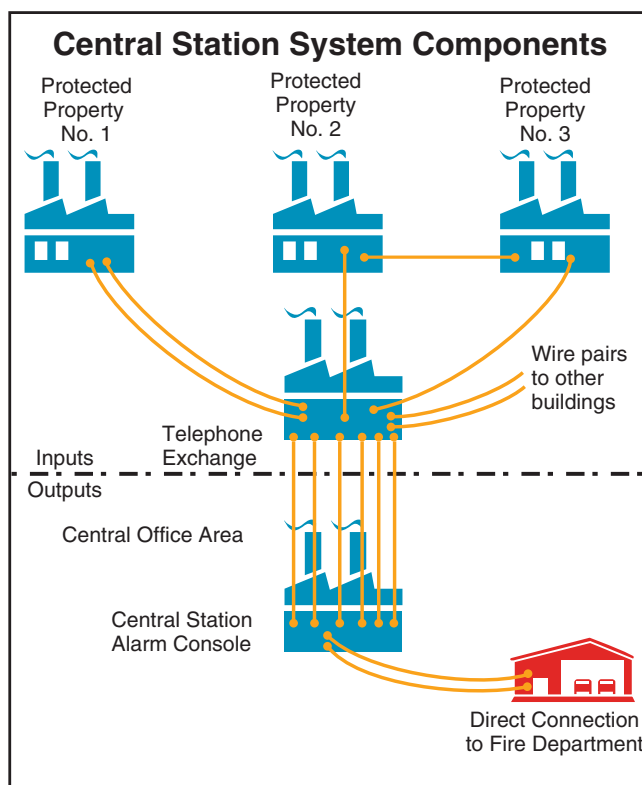 Central Station System Components
Protected
Property
No. 1
Protected
Property
No. 2
Protected
Property
No. 3
Wire pairs
to other
buildings
Telephone
Exchange
Inputs
Outputs
Central Office Area
Central Station
Alarm Console
Direct Connection
to Fire Department